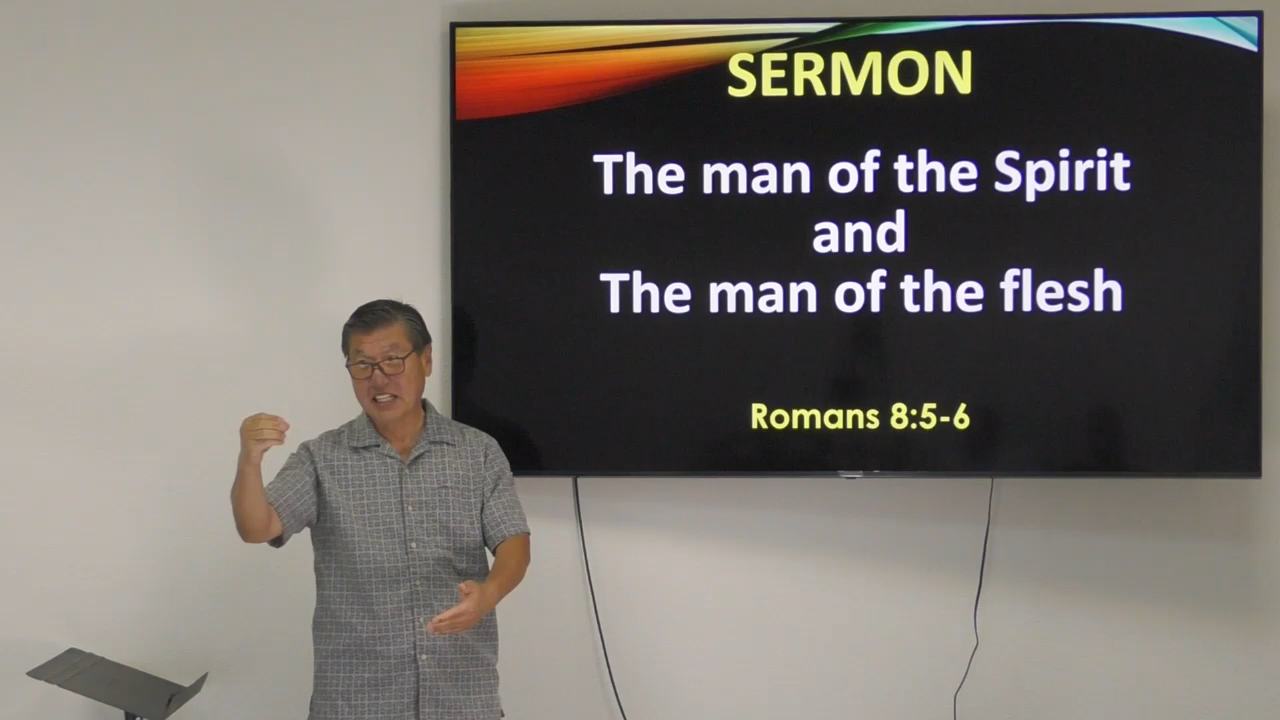 SERMON
The man of the Spirit
and
The man of the flesh
Romans 8:5-6